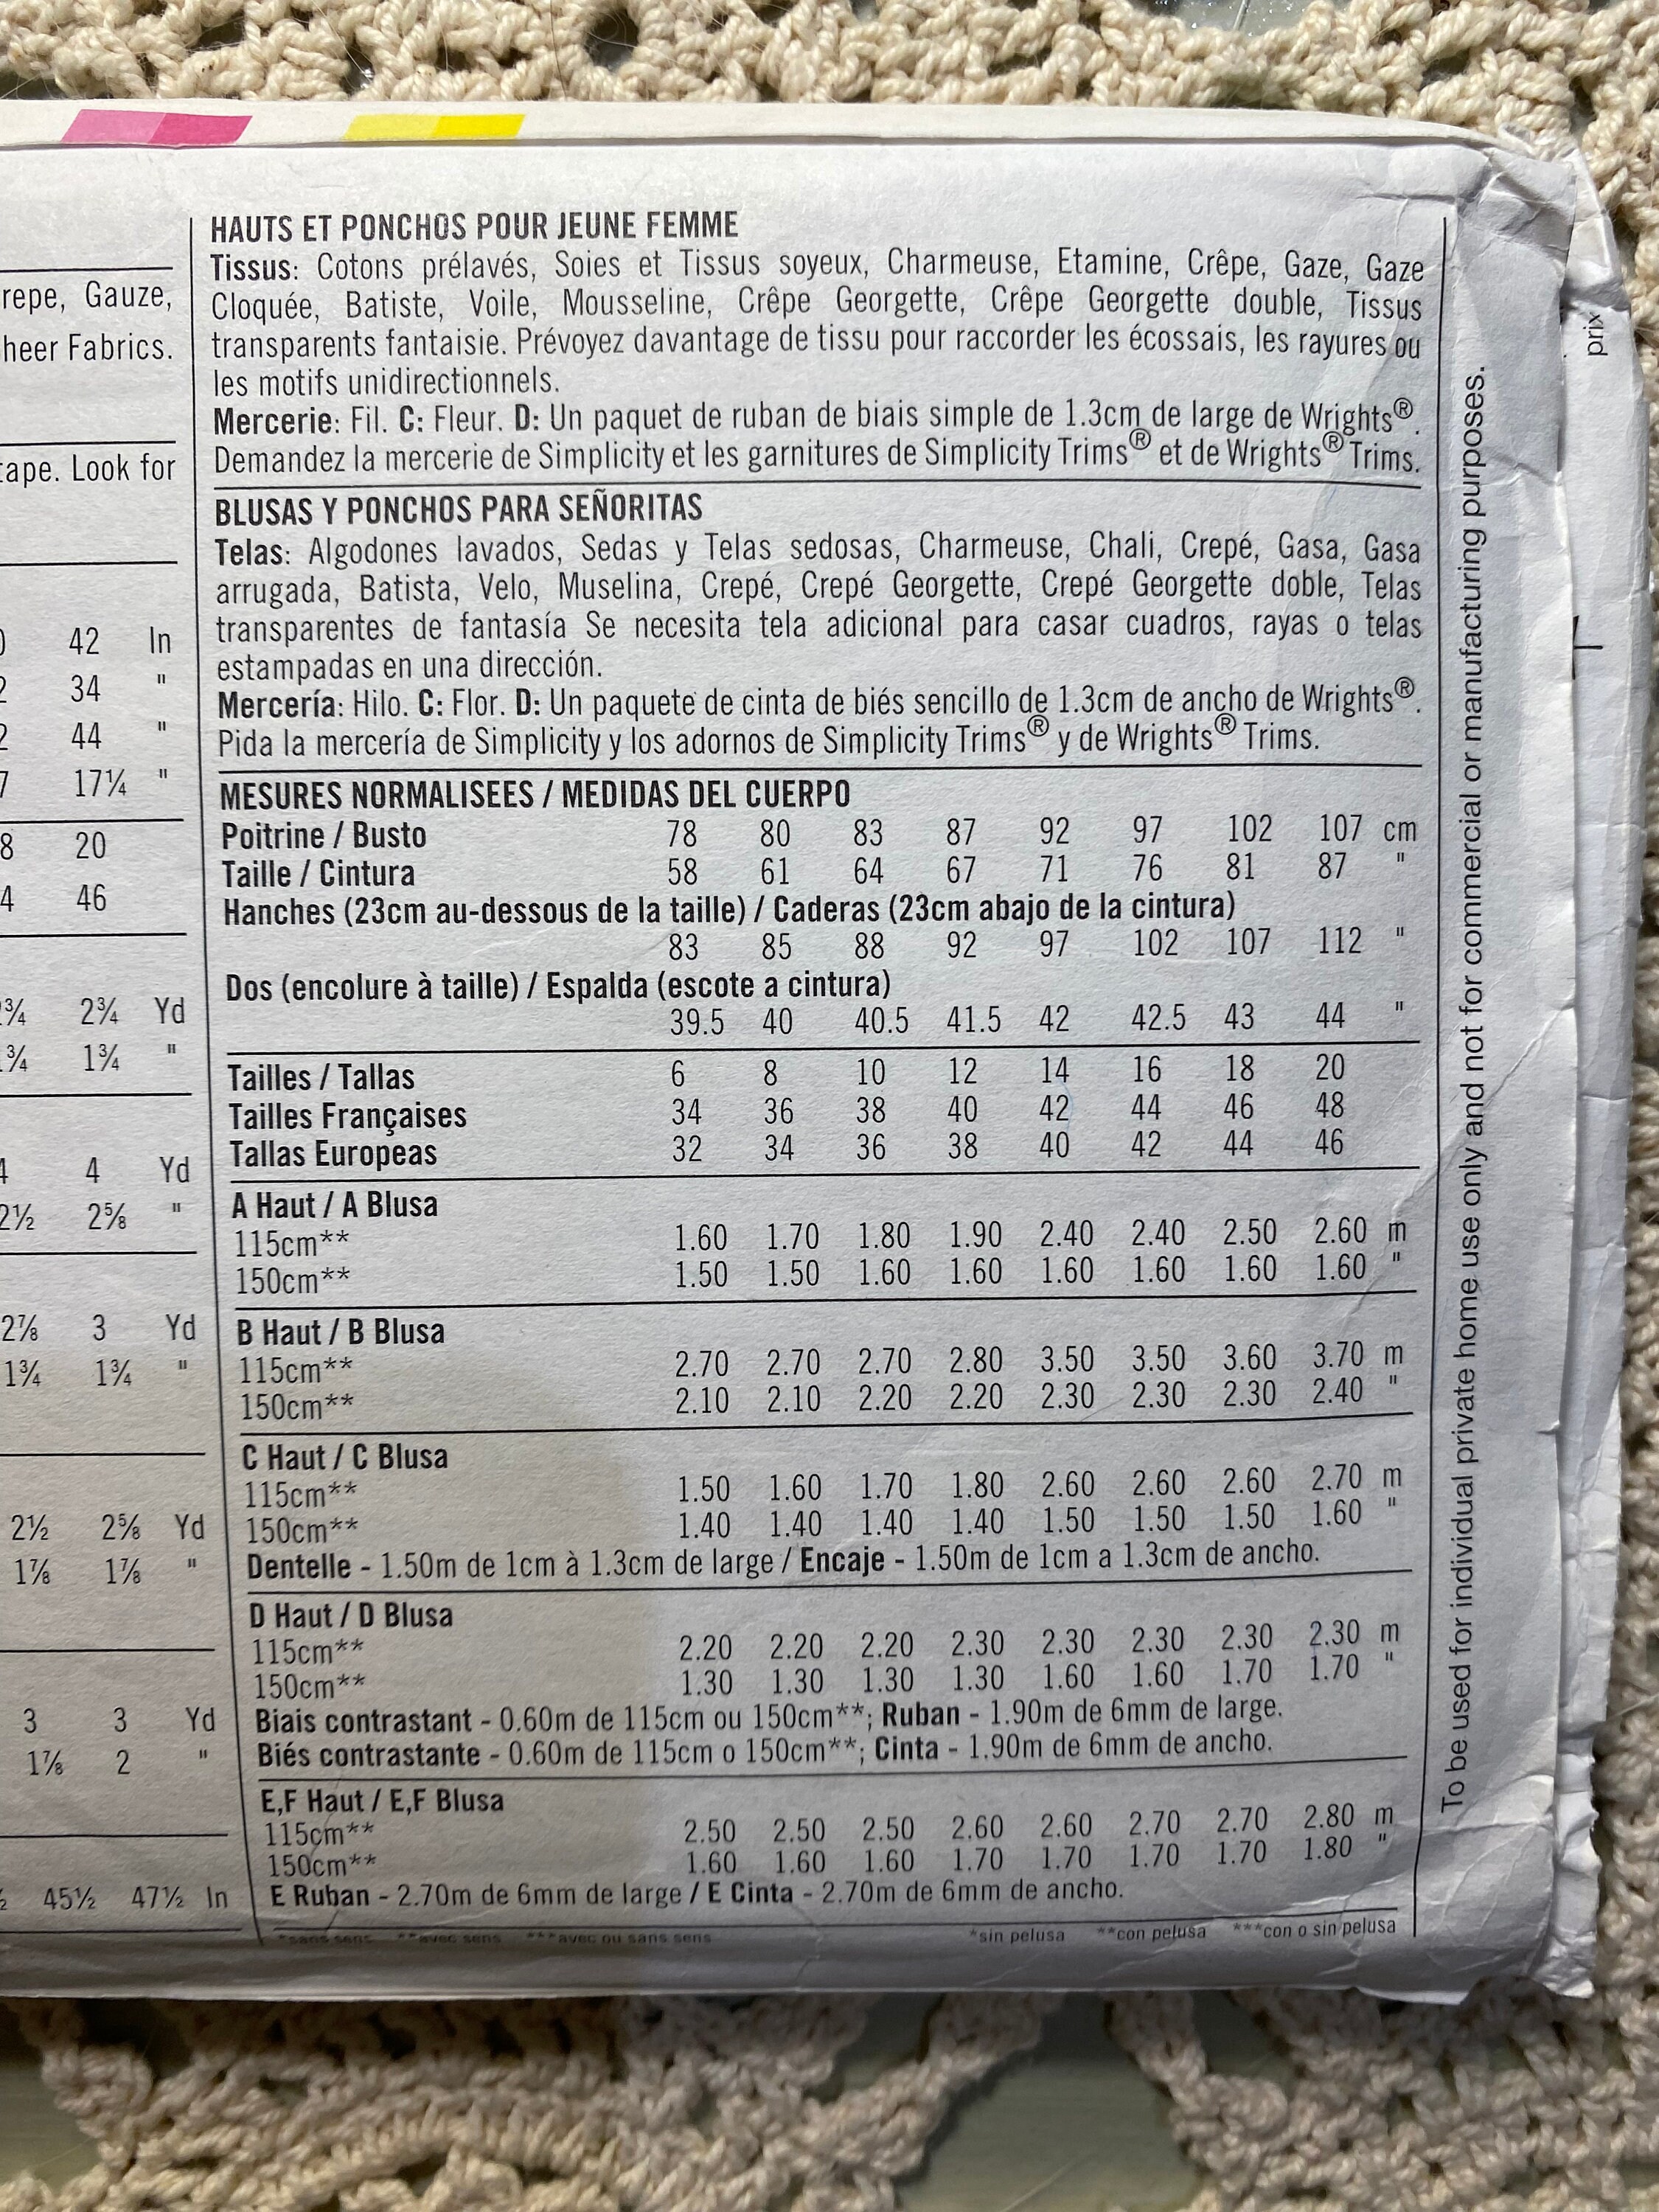 repe, Gauze,
heer Fabrics.
tape. Look for
42 In
34 "
44 "
17¼ "
8 20
4 46
2¾ Yd
1¾ "
4 Yd
2½ 2⅝ "
2⅞ 3 Yd
1¾ 1¾ "
2½ 2⅝ Yd
1⅞ 1⅞ "
3 3 Yd
1⅞ 2 "
45½ 47½ In
HAUTS ET PONCHOS POUR JEUNE FEMME
Tissus: Cotons prélavés, Soies et Tissus soyeux, Charmeuse, Etamine, Crêpe, Gaze, Gaze
Cloquée, Batiste, Voile, Mousseline, Crêpe Georgette, Crêpe Georgette double, Tissus
transparents fantaisie. Prévoyez davantage de tissu pour raccorder les écossais, les rayures ou
les motifs unidirectionnels.
Mercerie: Fil. C: Fleur. D: Un paquet de ruban de biais simple de 1.3cm de large de Wrights®.
Demandez la mercerie de Simplicity et les garnitures de Simplicity Trims® et de Wrights® Trims.
BLUSAS Y PONCHOS PARA SEÑORITAS
Telas: Algodones lavados, Sedas y Telas sedosas, Charmeuse, Chali, Crepé, Gasa, Gasa
arrugada, Batista, Velo, Muselina, Crepé, Crepé Georgette, Crepé Georgette doble, Telas
transparentes de fantasía Se necesita tela adicional para casar cuadros, rayas o telas
estampadas en una dirección.
Mercería: Hilo. C: Flor. D: Un paquete de cinta de biés sencillo de 1.3cm de ancho de Wrights®.
Pida la mercería de Simplicity y los adornos de Simplicity Trims® y de Wrights® Trims.
MESURES NORMALISEES / MEDIDAS DEL CUERPO
Poitrine / Busto 78 80 83 87 92 97 102 107 cm
Taille / Cintura 58 61 64 67 71 76 81 87 "
Hanches (23cm au-dessous de la taille) / Caderas (23cm abajo de la cintura)
83 85 88 92 97 102 107 112 "
Dos (encolure à taille) / Espalda (escote a cintura)
39.5 40 40.5 41.5 42 42.5 43 44 "
Tailles / Tallas 6 8 10 12 14 16 18 20
Tailles Françaises 34 36 38 40 42 44 46 48
Tallas Europeas 32 34 36 38 40 42 44 46
A Haut / A Blusa
115cm** 1.60 1.70 1.80 1.90 2.40 2.40 2.50 2.60 m
150cm** 1.50 1.50 1.60 1.60 1.60 1.60 1.60 1.60 "
B Haut / B Blusa
115cm** 2.70 2.70 2.70 2.80 3.50 3.50 3.60 3.70 m
150cm** 2.10 2.10 2.20 2.20 2.30 2.30 2.30 2.40 "
C Haut / C Blusa
115cm** 1.50 1.60 1.70 1.80 2.60 2.60 2.60 2.70 m
150cm** 1.40 1.40 1.40 1.40 1.50 1.50 1.50 1.60 "
Dentelle - 1.50m de 1cm à 1.3cm de large / Encaje - 1.50m de 1cm a 1.3cm de ancho.
D Haut / D Blusa
115cm** 2.20 2.20 2.20 2.30 2.30 2.30 2.30 2.30 m
150cm** 1.30 1.30 1.30 1.30 1.60 1.60 1.70 1.70 "
Biais contrastant - 0.60m de 115cm ou 150cm**; Ruban - 1.90m de 6mm de large.
Biés contrastante - 0.60m de 115cm o 150cm**; Cinta - 1.90m de 6mm de ancho.
E,F Haut / E,F Blusa
115cm** 2.50 2.50 2.50 2.60 2.60 2.70 2.70 2.80 m
150cm** 1.60 1.60 1.60 1.70 1.70 1.70 1.70 1.80 "
E Ruban - 2.70m de 6mm de large / E Cinta - 2.70m de 6mm de ancho.
*sans sens **avec sens ***avec ou sans sens *sin pelusa **con pelusa ***con o sin pelusa
To be used for individual private home use only and not for commercial or manufacturing purposes.
prix